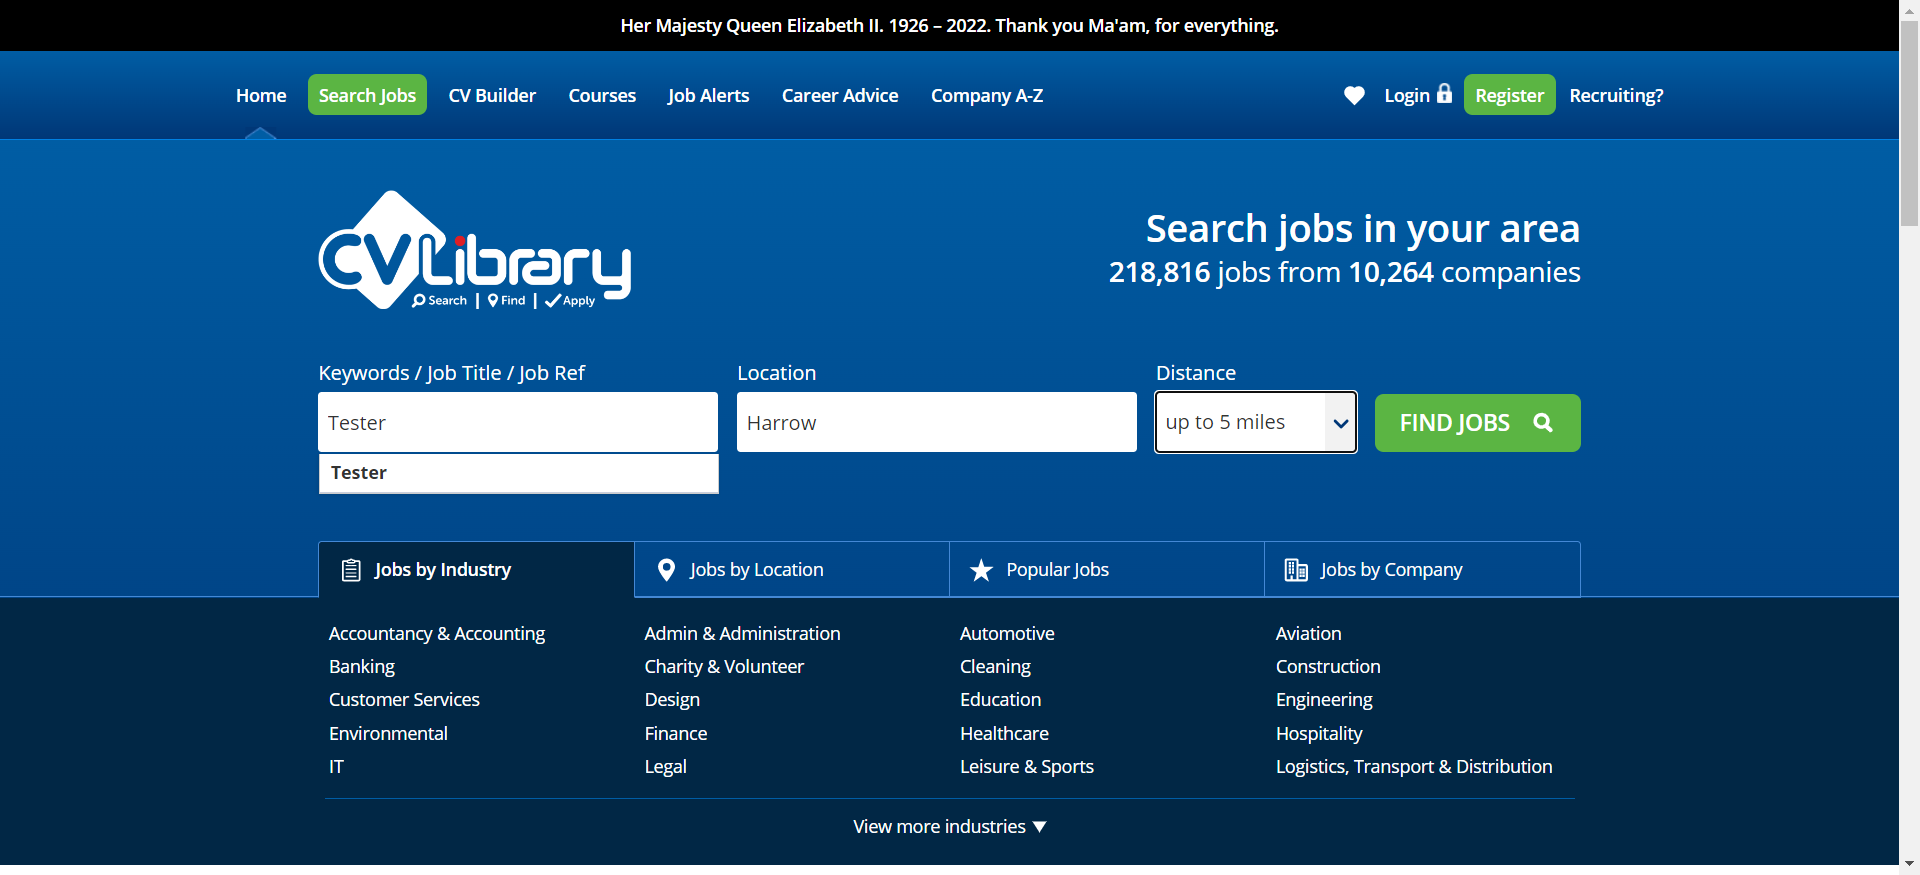 Her Majesty Queen Elizabeth II. 1926 – 2022. Thank you Ma'am, for everything.
Home Search Jobs CV Builder Courses Job Alerts Career Advice Company A-Z Login Register Recruiting?
CVLibrary
Search | Find | Apply
Search jobs in your area
218,816 jobs from 10,264 companies
Keywords / Job Title / Job Ref Location Distance
Tester Harrow up to 5 miles FIND JOBS
Tester
Jobs by Industry Jobs by Location Popular Jobs Jobs by Company
Accountancy & Accounting Admin & Administration Automotive Aviation
Banking Charity & Volunteer Cleaning Construction
Customer Services Design Education Engineering
Environmental Finance Healthcare Hospitality
IT Legal Leisure & Sports Logistics, Transport & Distribution
View more industries